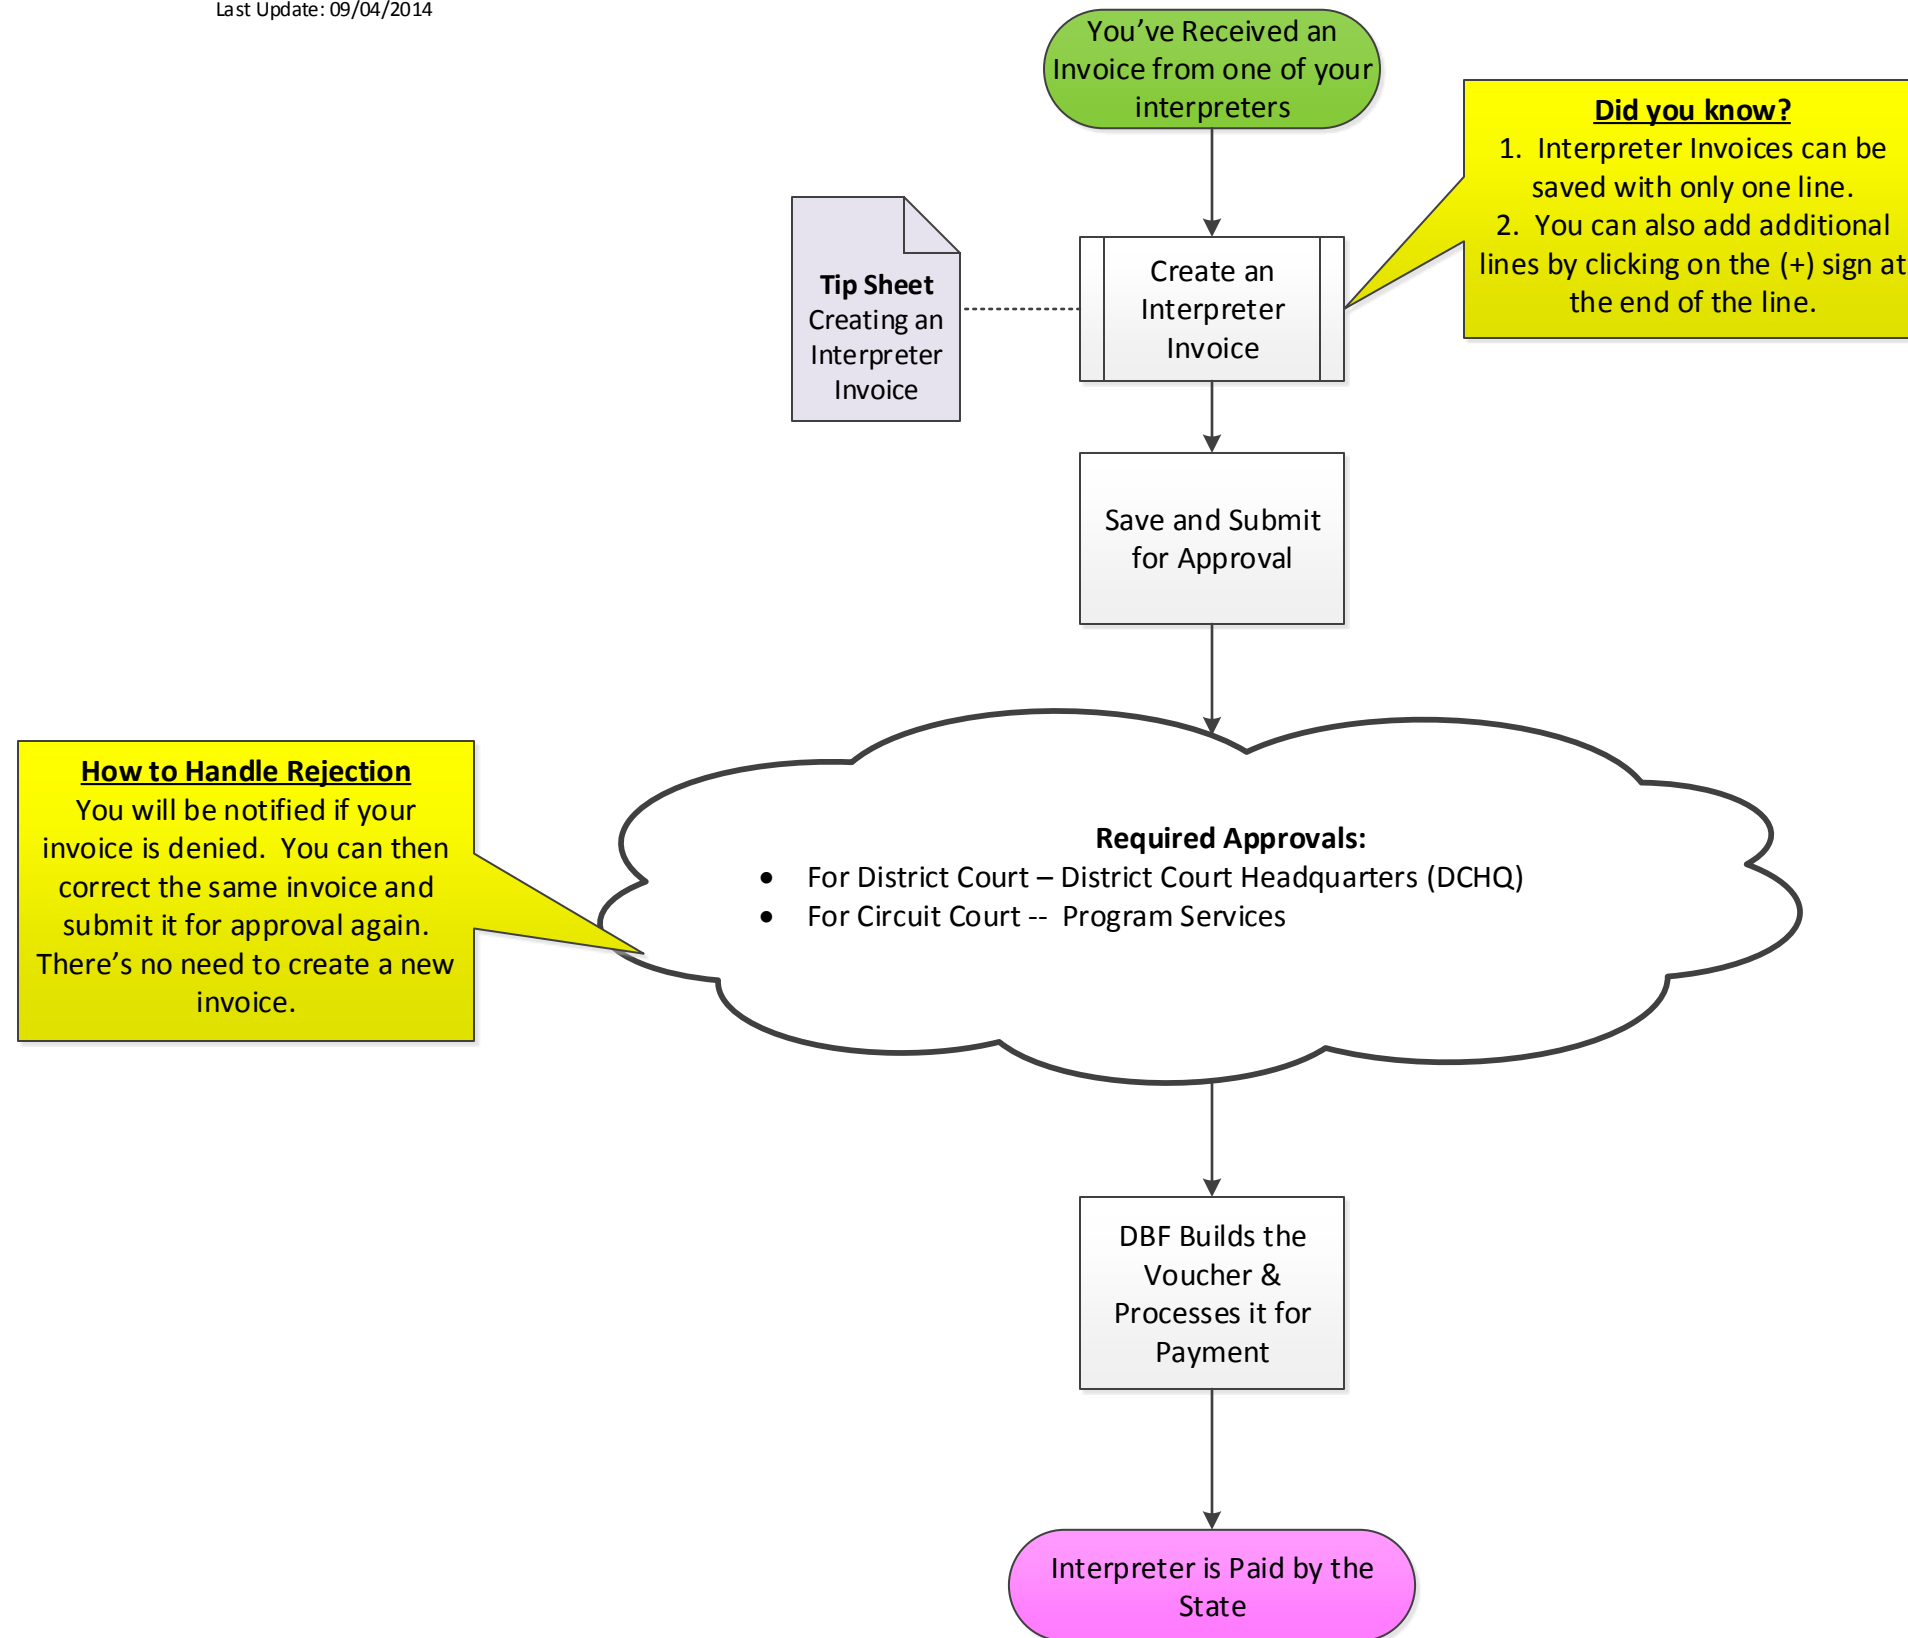 Last Update: 09/04/2014
You’ve Received an
Invoice from one of your
interpreters
Did you know?
1. Interpreter Invoices can be
saved with only one line.
2. You can also add additional
lines by clicking on the (+) sign at
the end of the line.
Tip Sheet
Creating an
Interpreter
Invoice
Create an
Interpreter
Invoice
Save and Submit
for Approval
How to Handle Rejection
You will be notified if your
invoice is denied. You can then
correct the same invoice and
submit it for approval again.
There’s no need to create a new
invoice.
Required Approvals:
• For District Court – District Court Headquarters (DCHQ)
• For Circuit Court -- Program Services
DBF Builds the
Voucher &
Processes it for
Payment
Interpreter is Paid by the
State